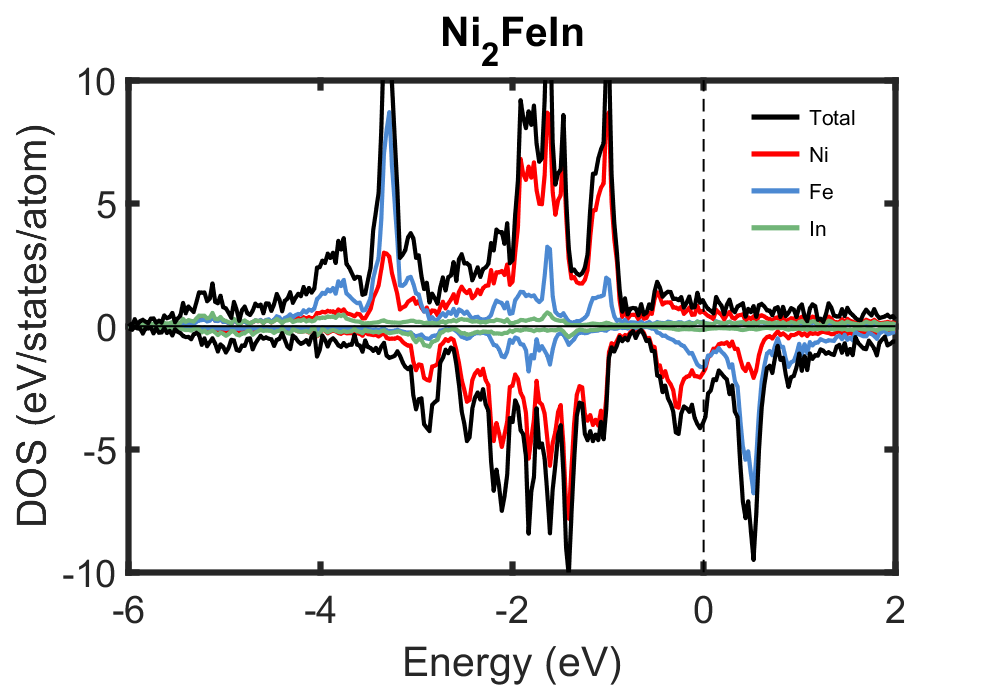 Ni₂FeIn
10
5
0
-5
-10
DOS (eV/states/atom)
Total
Ni
Fe
In
-6
-4
-2
0
2
Energy (eV)